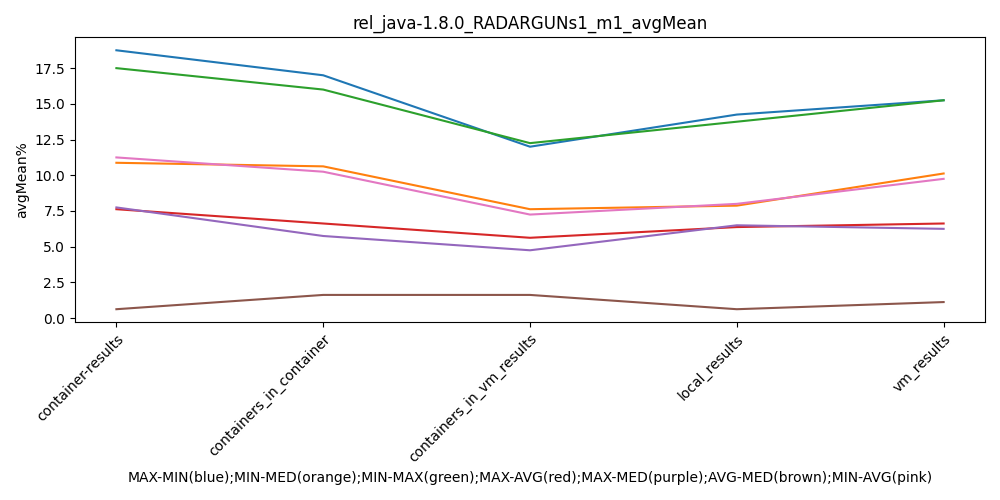 rel_java-1.8.0_RADARGUNs1_m1_avgMean
avgMean%
17.5
15.0
12.5
10.0
7.5
5.0
2.5
0.0
container-results
containers_in_container
containers_in_vm_results
local_results
vm_results
MAX-MIN(blue);MIN-MED(orange);MIN-MAX(green);MAX-AVG(red);MAX-MED(purple);AVG-MED(brown);MIN-AVG(pink)